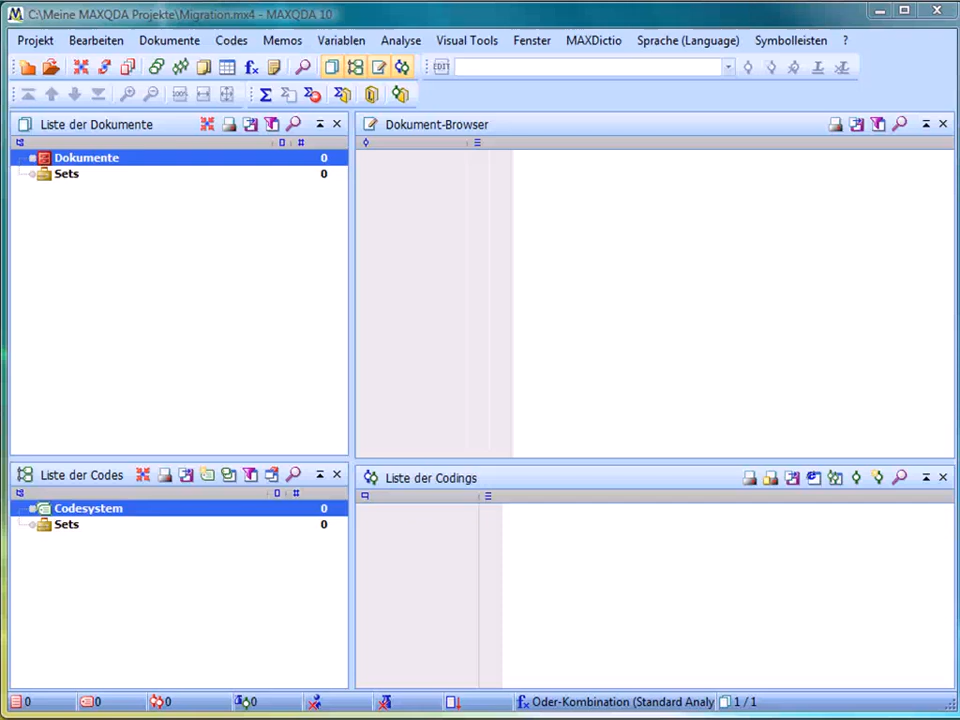 C:\Meine MAXQDA Projekte\Migration.mx4 - MAXQDA 10
Projekt Bearbeiten Dokumente Codes Memos Variablen Analyse Visual Tools Fenster MAXDictio Sprache (Language) Symbolleisten ?
EDIT
Liste der Dokumente
Dokumente 0
Sets 0
Dokument-Browser
Liste der Codes
Codesystem 0
Sets 0
Liste der Codings
0 0 0 0 Oder-Kombination (Standard Analy 1 / 1